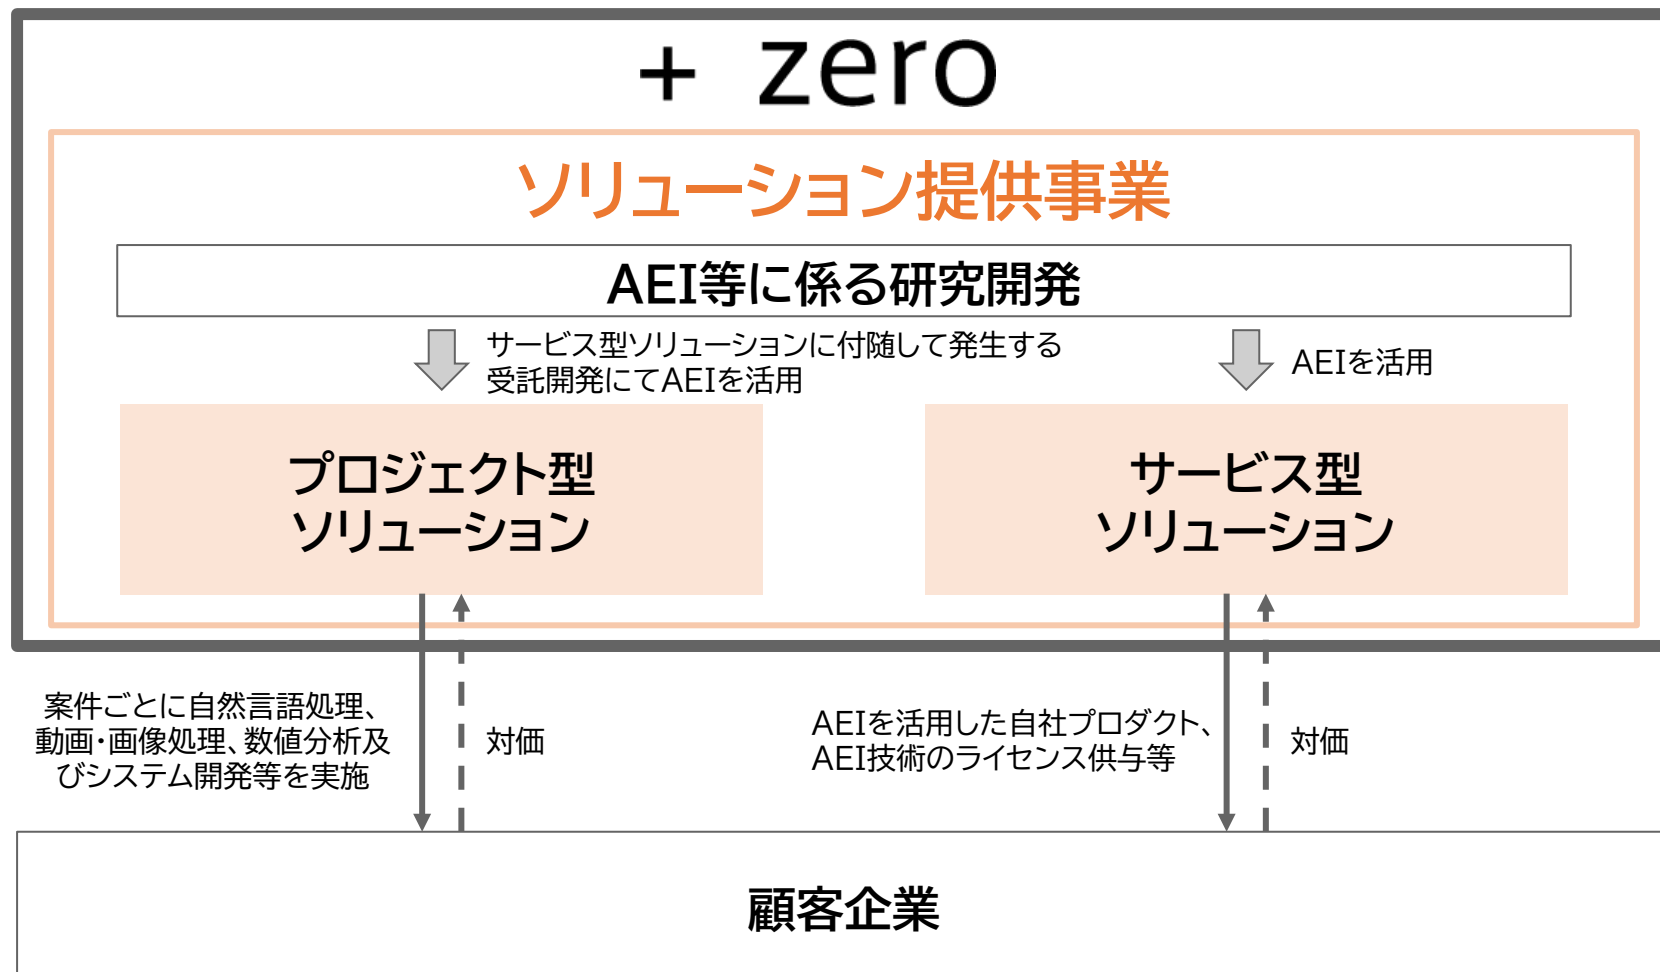 + zero
ソリューション提供事業
AEI等に係る研究開発
サービス型ソリューションに付随して発生する
受託開発にてAEIを活用
AEIを活用
プロジェクト型
ソリューション
サービス型
ソリューション
案件ごとに自然言語処理、
動画・画像処理、数値分析及
びシステム開発等を実施
対価
AEIを活用した自社プロダクト、
AEI技術のライセンス供与等
対価
顧客企業